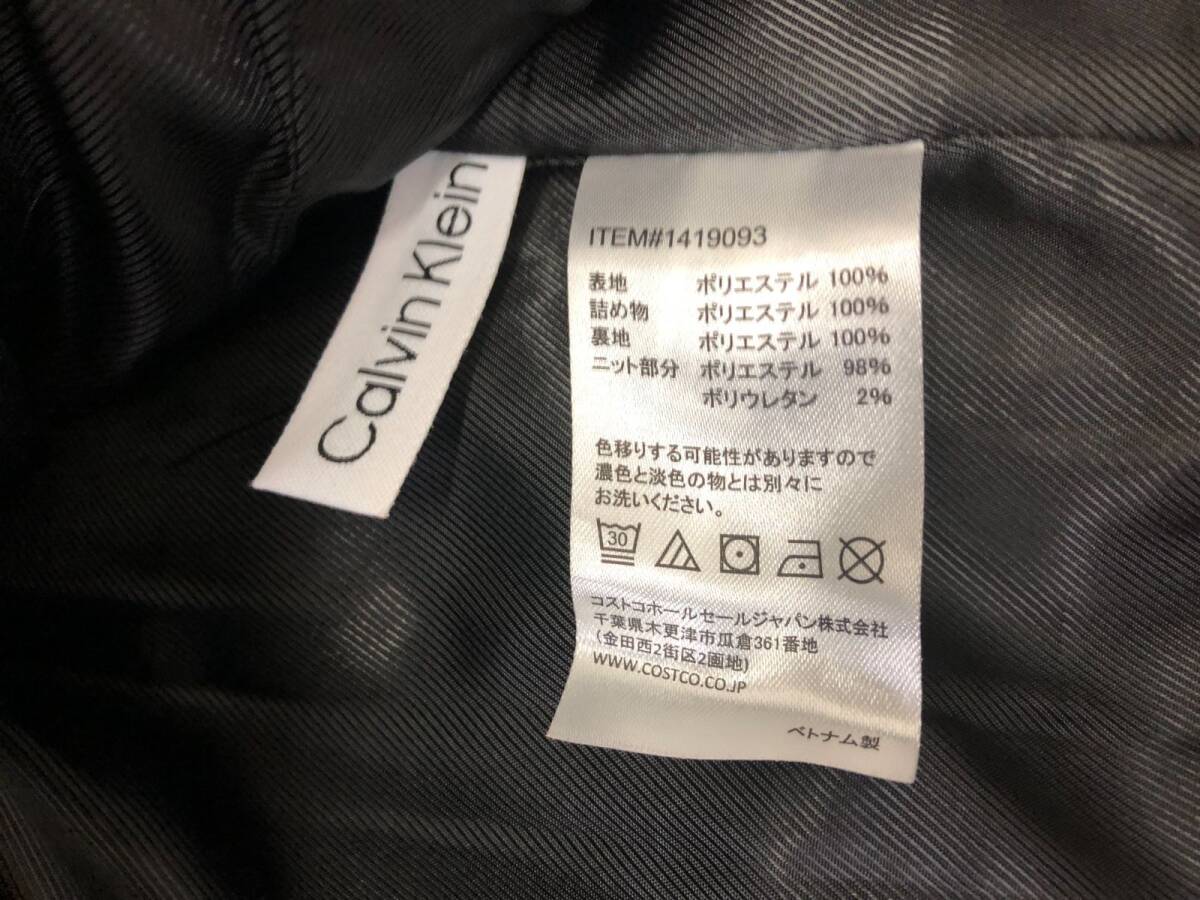 Calvin Klein
ITEM#1419093
表地 ポリエステル 100%
詰め物 ポリエステル 100%
裏地 ポリエステル 100%
ニット部分 ポリエステル 98%
ポリウレタン 2%
色移りする可能性がありますので
濃色と淡色の物とは別々に
お洗いください。
30
コストコホールセールジャパン株式会社
千葉県木更津市瓜倉361番地
(金田西2街区2画地)
WWW.COSTCO.CO.JP
ベトナム製